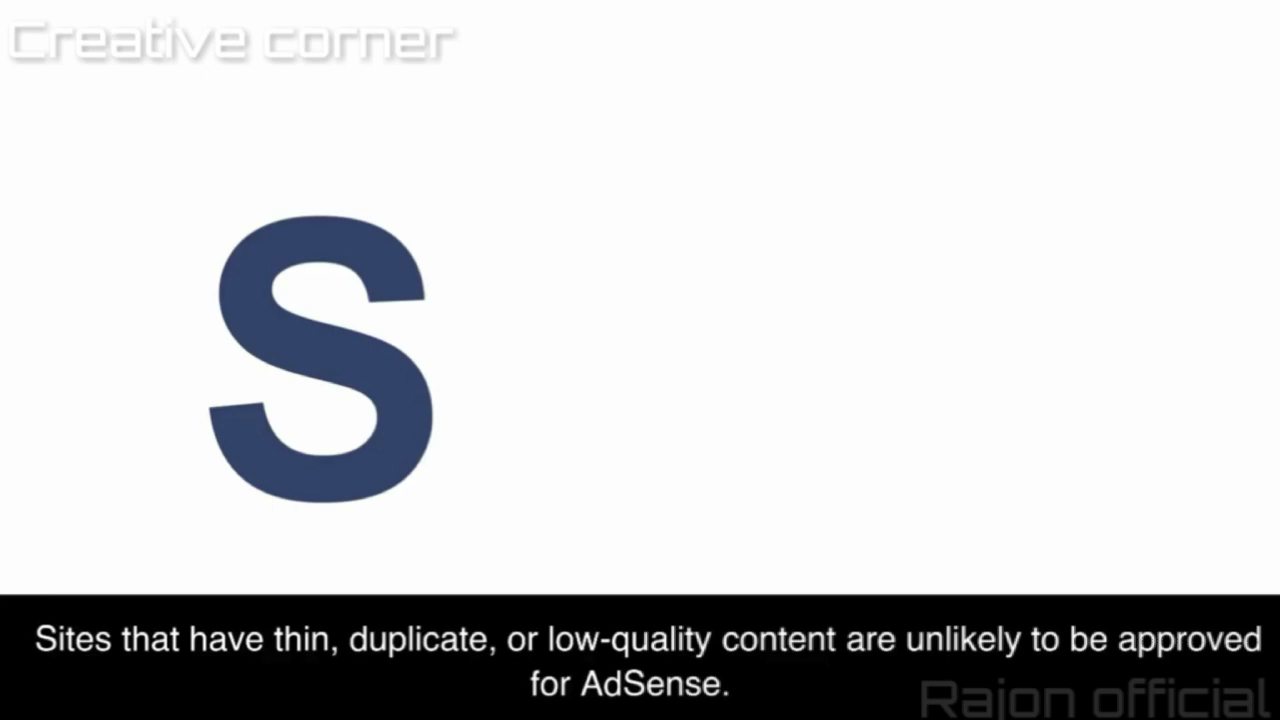 Creative corner
S
Sites that have thin, duplicate, or low-quality content are unlikely to be approved
for AdSense.
Rajon official